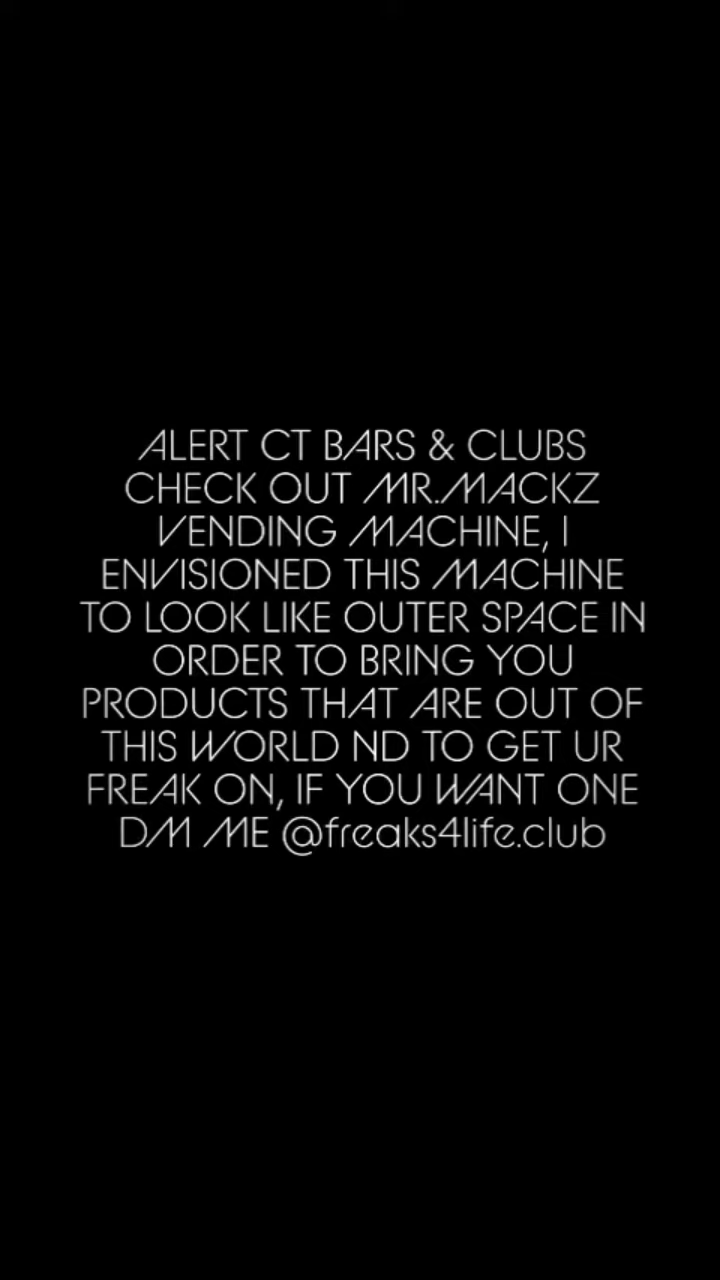 ALERT CT BARS & CLUBS
CHECK OUT MR.MACKZ
VENDING MACHINE, I
ENVISIONED THIS MACHINE
TO LOOK LIKE OUTER SPACE IN
ORDER TO BRING YOU
PRODUCTS THAT ARE OUT OF
THIS WORLD ND TO GET UR
FREAK ON, IF YOU WANT ONE
DM ME @freaks4life.club